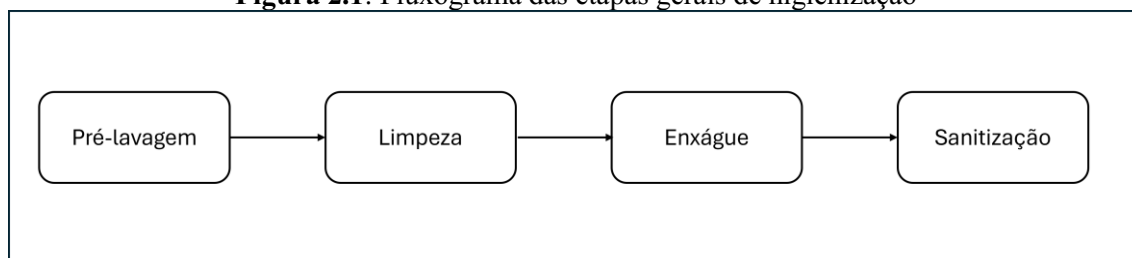 Figura 2.1. Fluxograma das etapas gerais de higienização
Pré-lavagem
Limpeza
Enxágue
Sanitização